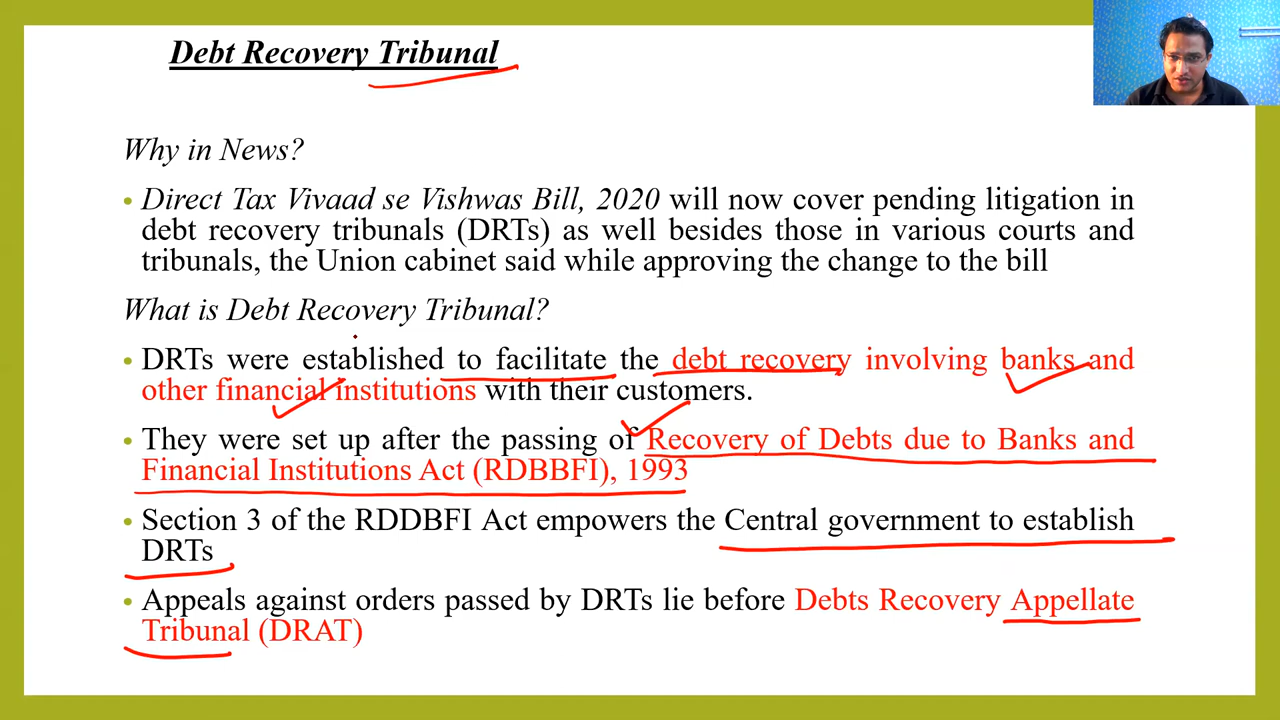 Debt Recovery Tribunal
Why in News?
• Direct Tax Vivaad se Vishwas Bill, 2020 will now cover pending litigation in
debt recovery tribunals (DRTs) as well besides those in various courts and
tribunals, the Union cabinet said while approving the change to the bill
What is Debt Recovery Tribunal?
• DRTs were established to facilitate the debt recovery involving banks and
other financial institutions with their customers.
• They were set up after the passing of Recovery of Debts due to Banks and
Financial Institutions Act (RDBBFI), 1993
• Section 3 of the RDDBFI Act empowers the Central government to establish
DRTs
• Appeals against orders passed by DRTs lie before Debts Recovery Appellate
Tribunal (DRAT)